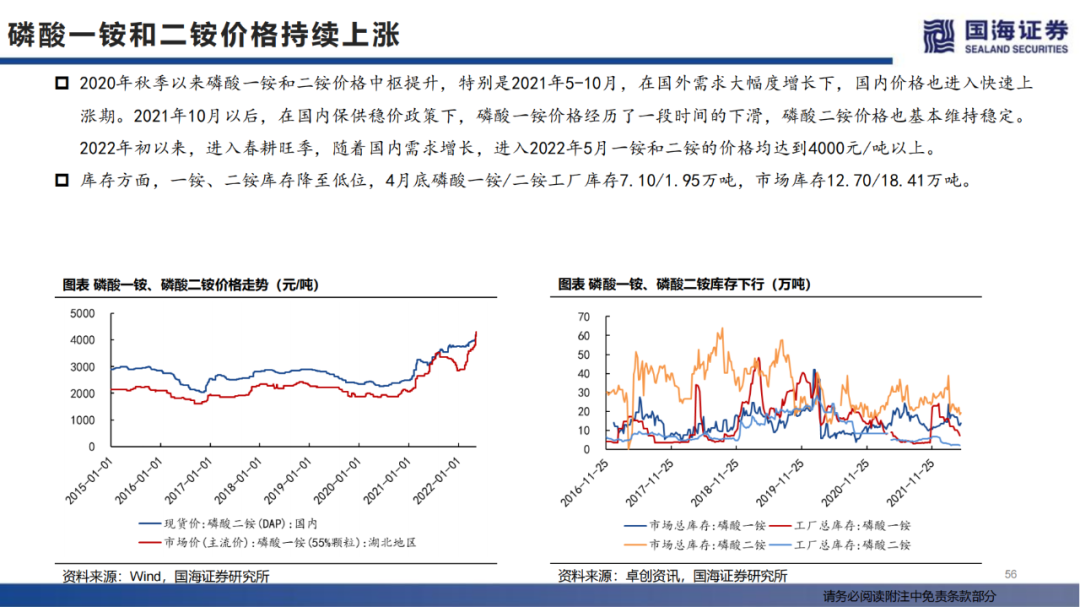 磷酸一铵和二铵价格持续上涨
国海证券
SEALAND SECURITIES
2020年秋季以来磷酸一铵和二铵价格中枢提升，特别是2021年5-10月，在国外需求大幅度增长下，国内价格也进入快速上
涨期。2021年10月以后，在国内保供稳价政策下，磷酸一铵价格经历了一段时间的下滑，磷酸二铵价格也基本维持稳定。
2022年初以来，进入春耕旺季，随着国内需求增长，进入2022年5月一铵和二铵的价格均达到4000元/吨以上。
库存方面，一铵、二铵库存降至低位，4月底磷酸一铵/二铵工厂库存7.10/1.95万吨，市场库存12.70/18.41万吨。
图表 磷酸一铵、磷酸二铵价格走势（元/吨）
5000
4000
3000
2000
1000
0
2015-01-01
2016-01-01
2017-01-01
2018-01-01
2019-01-01
2020-01-01
2021-01-01
2022-01-01
现货价:磷酸二铵(DAP):国内
市场价(主流价):磷酸一铵(55%颗粒):湖北地区
资料来源：Wind，国海证券研究所
图表 磷酸一铵、磷酸二铵库存下行（万吨）
70
60
50
40
30
20
10
0
2016-11-25
2017-11-25
2018-11-25
2019-11-25
2020-11-25
2021-11-25
市场总库存:磷酸一铵
工厂总库存:磷酸一铵
市场总库存:磷酸二铵
工厂总库存:磷酸二铵
资料来源：卓创资讯，国海证券研究所
56
请务必阅读附注中免责条款部分